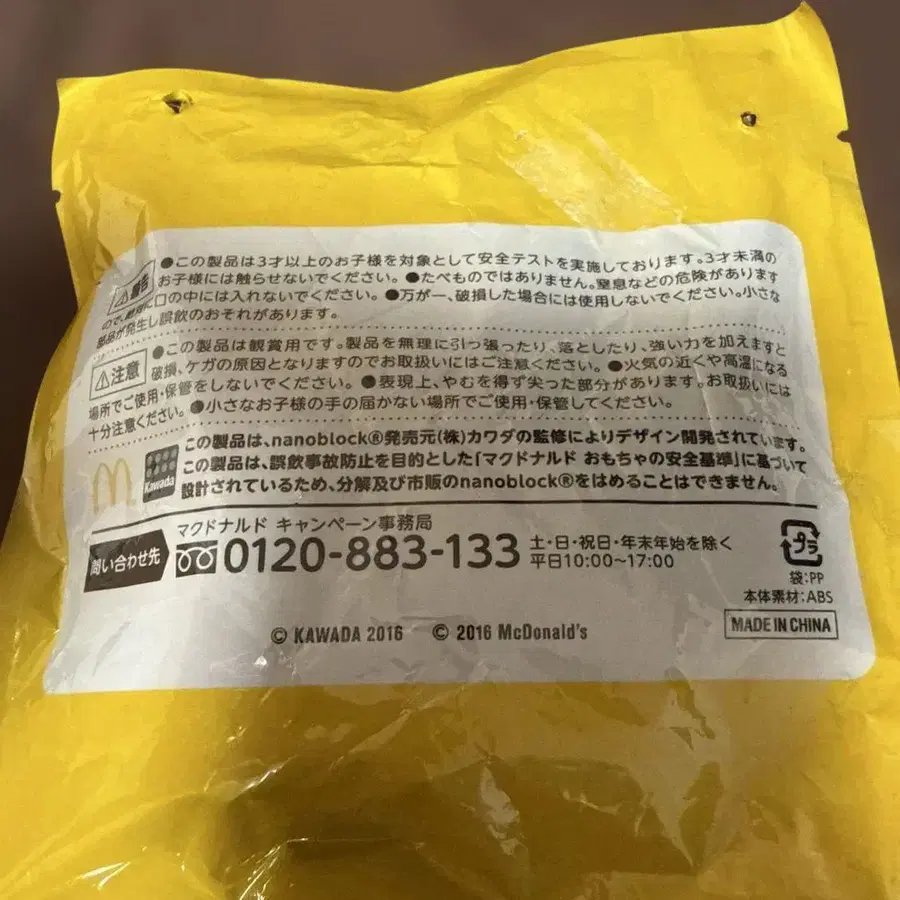 ●この製品は3才以上のお子様を対象として安全テストを実施しております。3才未満の
⚠警告 お子様には触らせないでください。●たべものではありません。窒息などの危険があります
ので、絶対に口の中には入れないでください。●万が一、破損した場合には使用しないでください。小さな
部品が発生し誤飲のおそれがあります。
⚠注意 ●この製品は観賞用です。製品を無理に引っ張ったり、落としたり、強い力を加えますと
破損、ケガの原因となりますのでお取扱いにはご注意ください。●火気の近くや高温になる
場所でご使用・保管をしないでください。●表現上、やむを得ず尖った部分があります。お取扱いには
十分注意ください。●小さなお子様の手の届かない場所でご使用・保管してください。
この製品は、nanoblock®発売元(株)カワダの監修によりデザイン開発されています。
Kawada この製品は、誤飲事故防止を目的とした「マクドナルド おもちゃの安全基準」に基づいて
設計されているため、分解及び市販のnanoblock®をはめることはできません。
マクドナルド キャンペーン事務局
問い合わせ先 0120-883-133 土・日・祝日・年末年始を除く
平日10:00~17:00
プラ
袋:PP
本体素材:ABS
MADE IN CHINA
© KAWADA 2016 © 2016 McDonald's